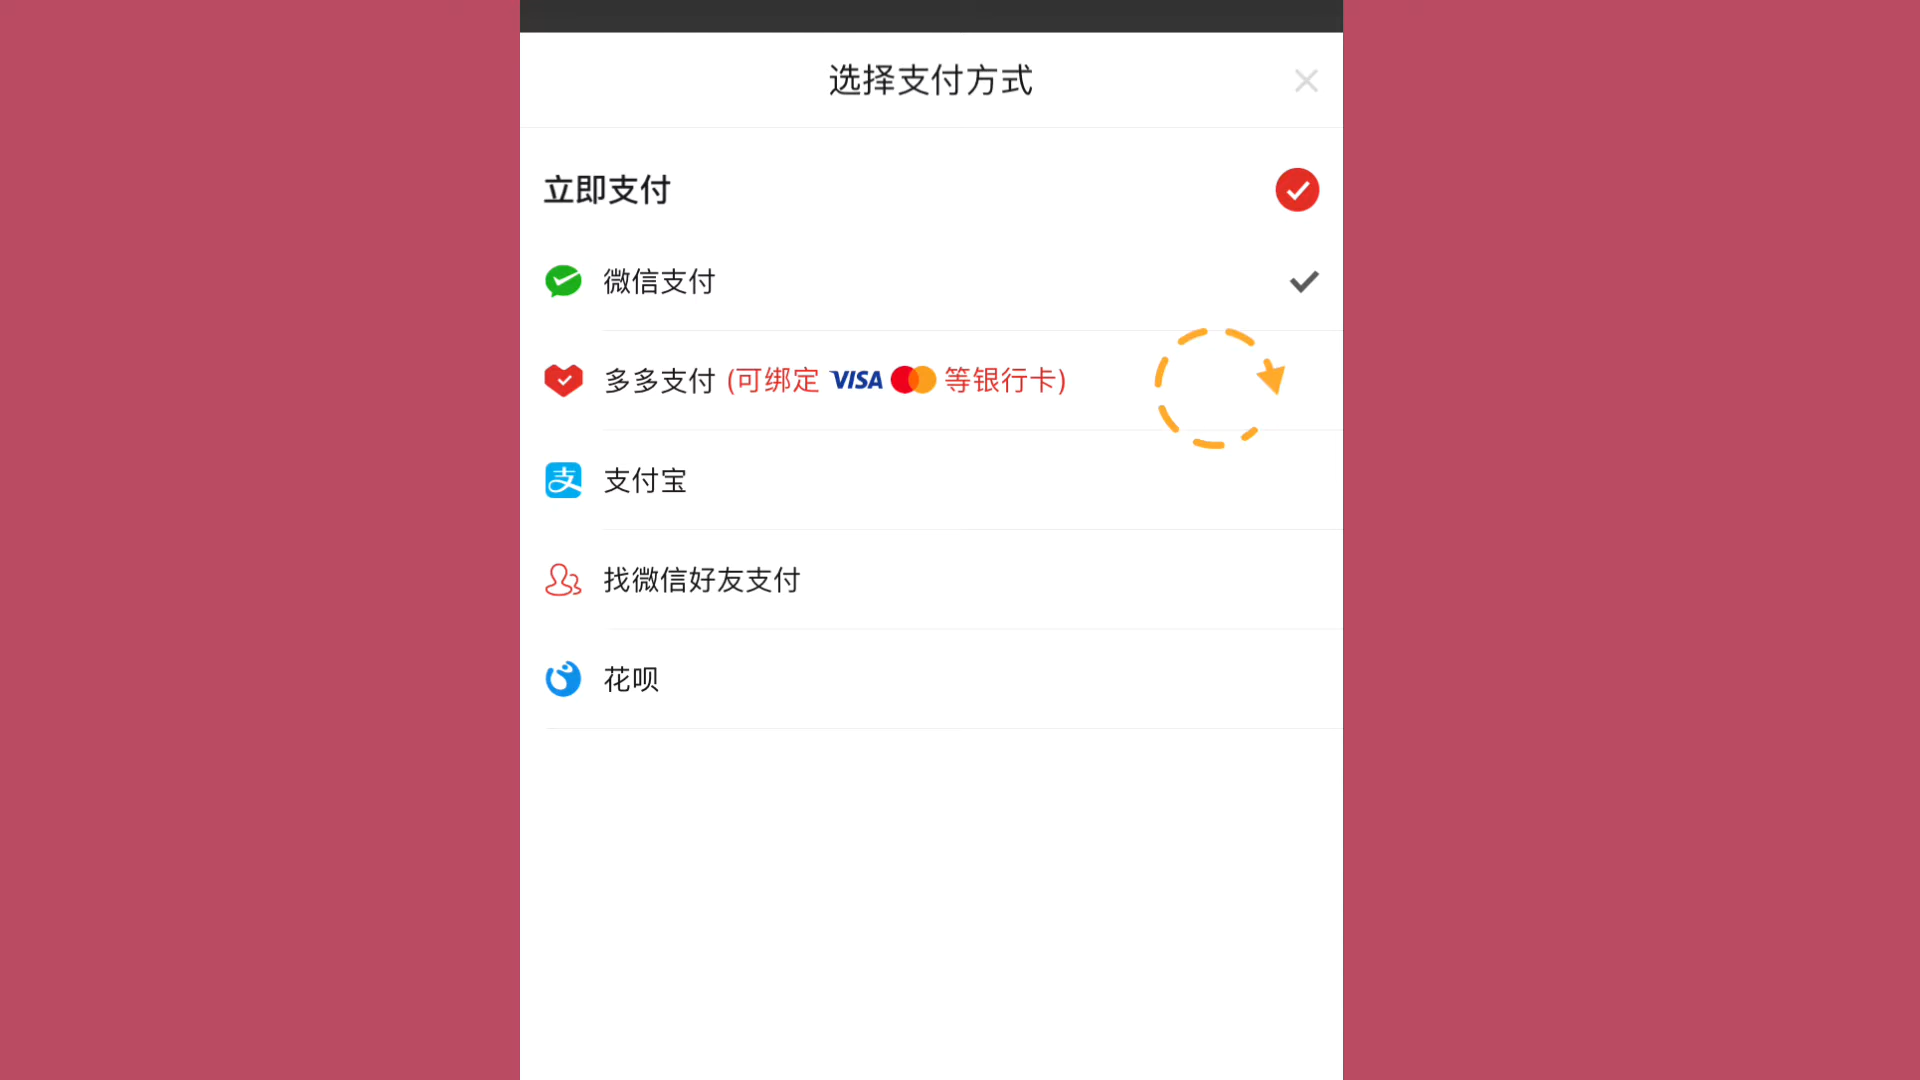 选择支付方式
立即支付
微信支付
多多支付 (可绑定 VISA 等银行卡)
支 支付宝
找微信好友支付
花呗